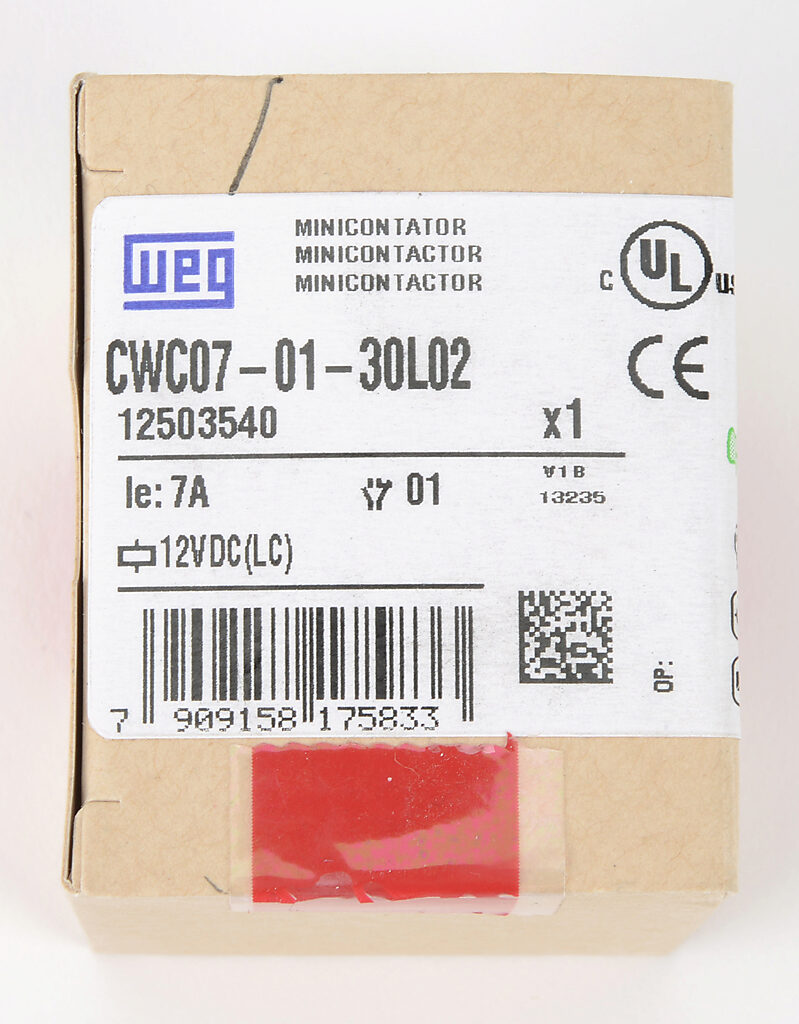 weg
MINICONTATOR
MINICONTACTOR
MINICONTACTOR
C UL US
CWC07-01-30L02
CE
12503540
x1
Ie: 7A
01
V1B
13235
12VDC(LC)
OP:
7 909158 175833